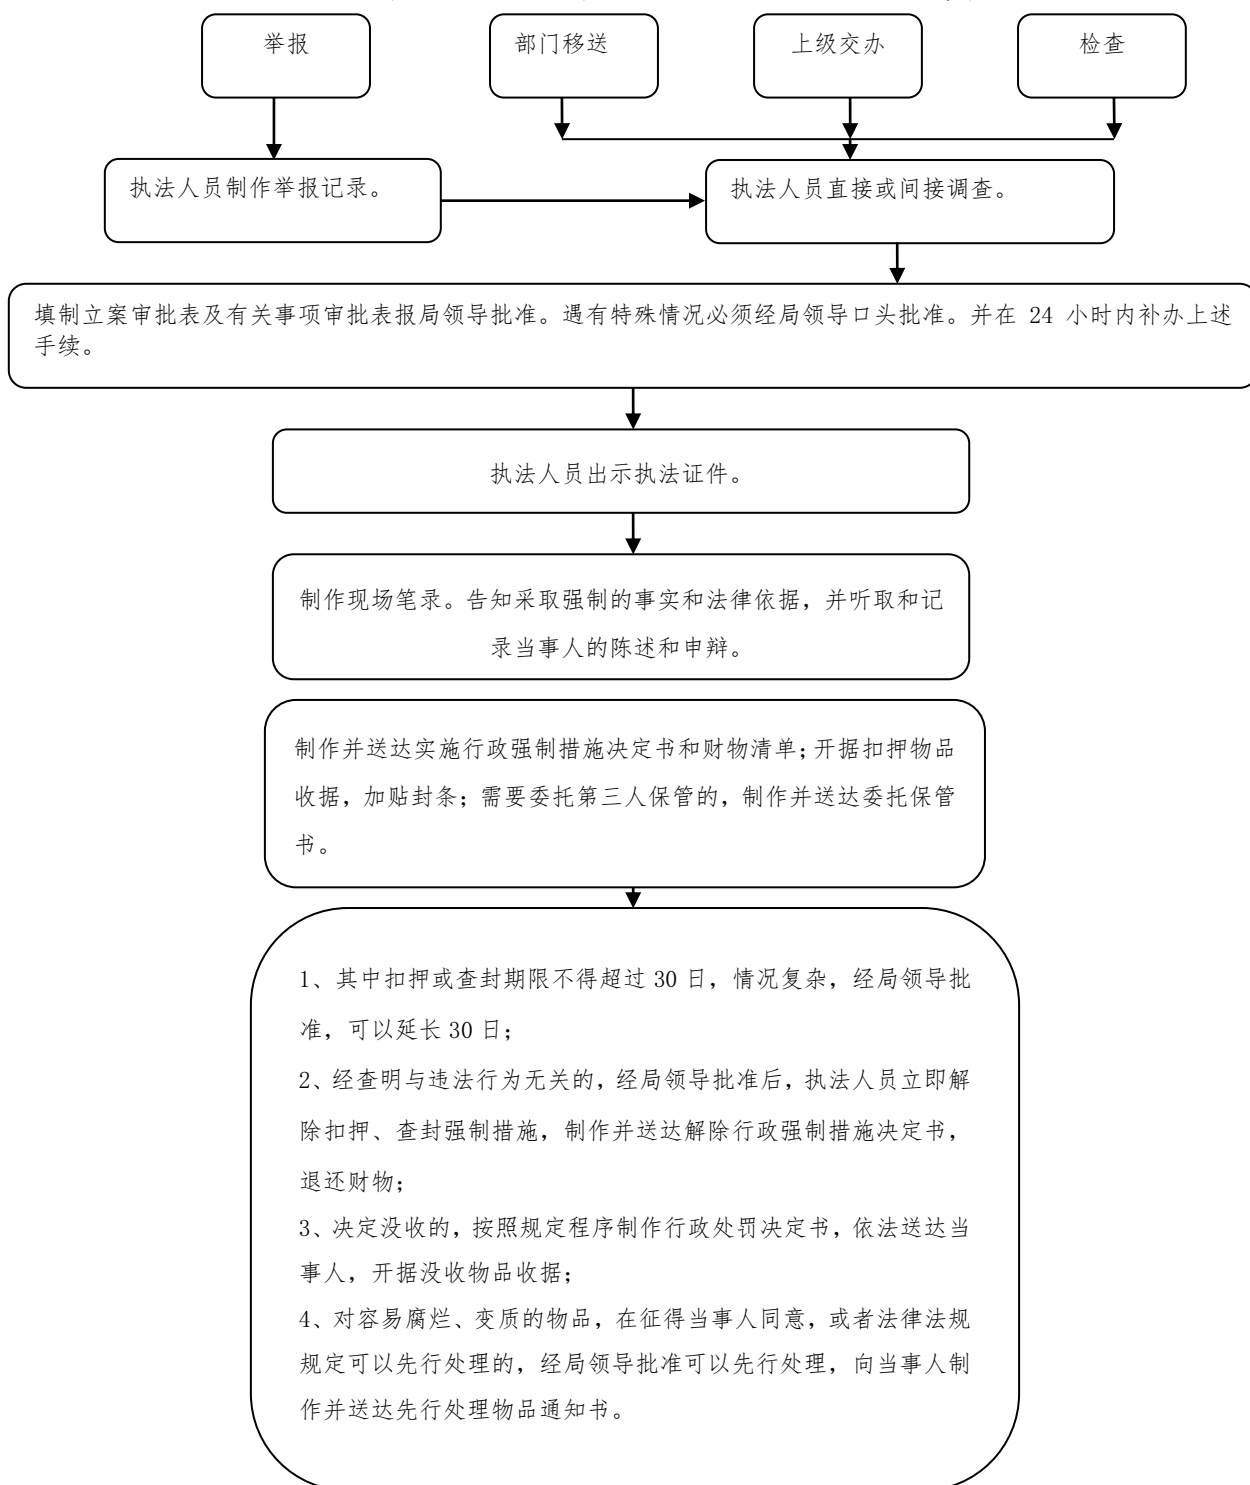 举报
部门移送
上级交办
检查
执法人员制作举报记录。
执法人员直接或间接调查。
填制立案审批表及有关事项审批表报局领导批准。遇有特殊情况必须经局领导口头批准。并在 24 小时内补办上述
手续。
执法人员出示执法证件。
制作现场笔录。告知采取强制的事实和法律依据，并听取和记
录当事人的陈述和申辩。
制作并送达实施行政强制措施决定书和财物清单；开据扣押物品
收据，加贴封条；需要委托第三人保管的，制作并送达委托保管
书。
1、其中扣押或查封期限不得超过 30 日，情况复杂，经局领导批
准，可以延长 30 日；
2、经查明与违法行为无关的，经局领导批准后，执法人员立即解
除扣押、查封强制措施，制作并送达解除行政强制措施决定书，
退还财物；
3、决定没收的，按照规定程序制作行政处罚决定书，依法送达当
事人，开据没收物品收据；
4、对容易腐烂、变质的物品，在征得当事人同意，或者法律法规
规定可以先行处理的，经局领导批准可以先行处理，向当事人制
作并送达先行处理物品通知书。